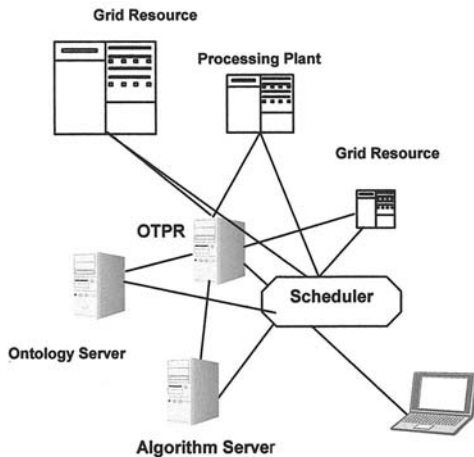 Grid Resource
Processing Plant
Grid Resource
OTPR
Scheduler
Ontology Server
Algorithm Server